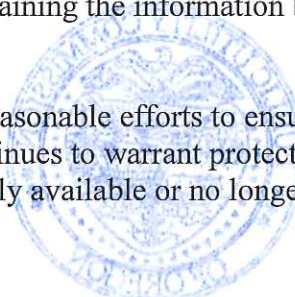 aining the information b
asonable efforts to ensu
inues to warrant protect
ly available or no longe